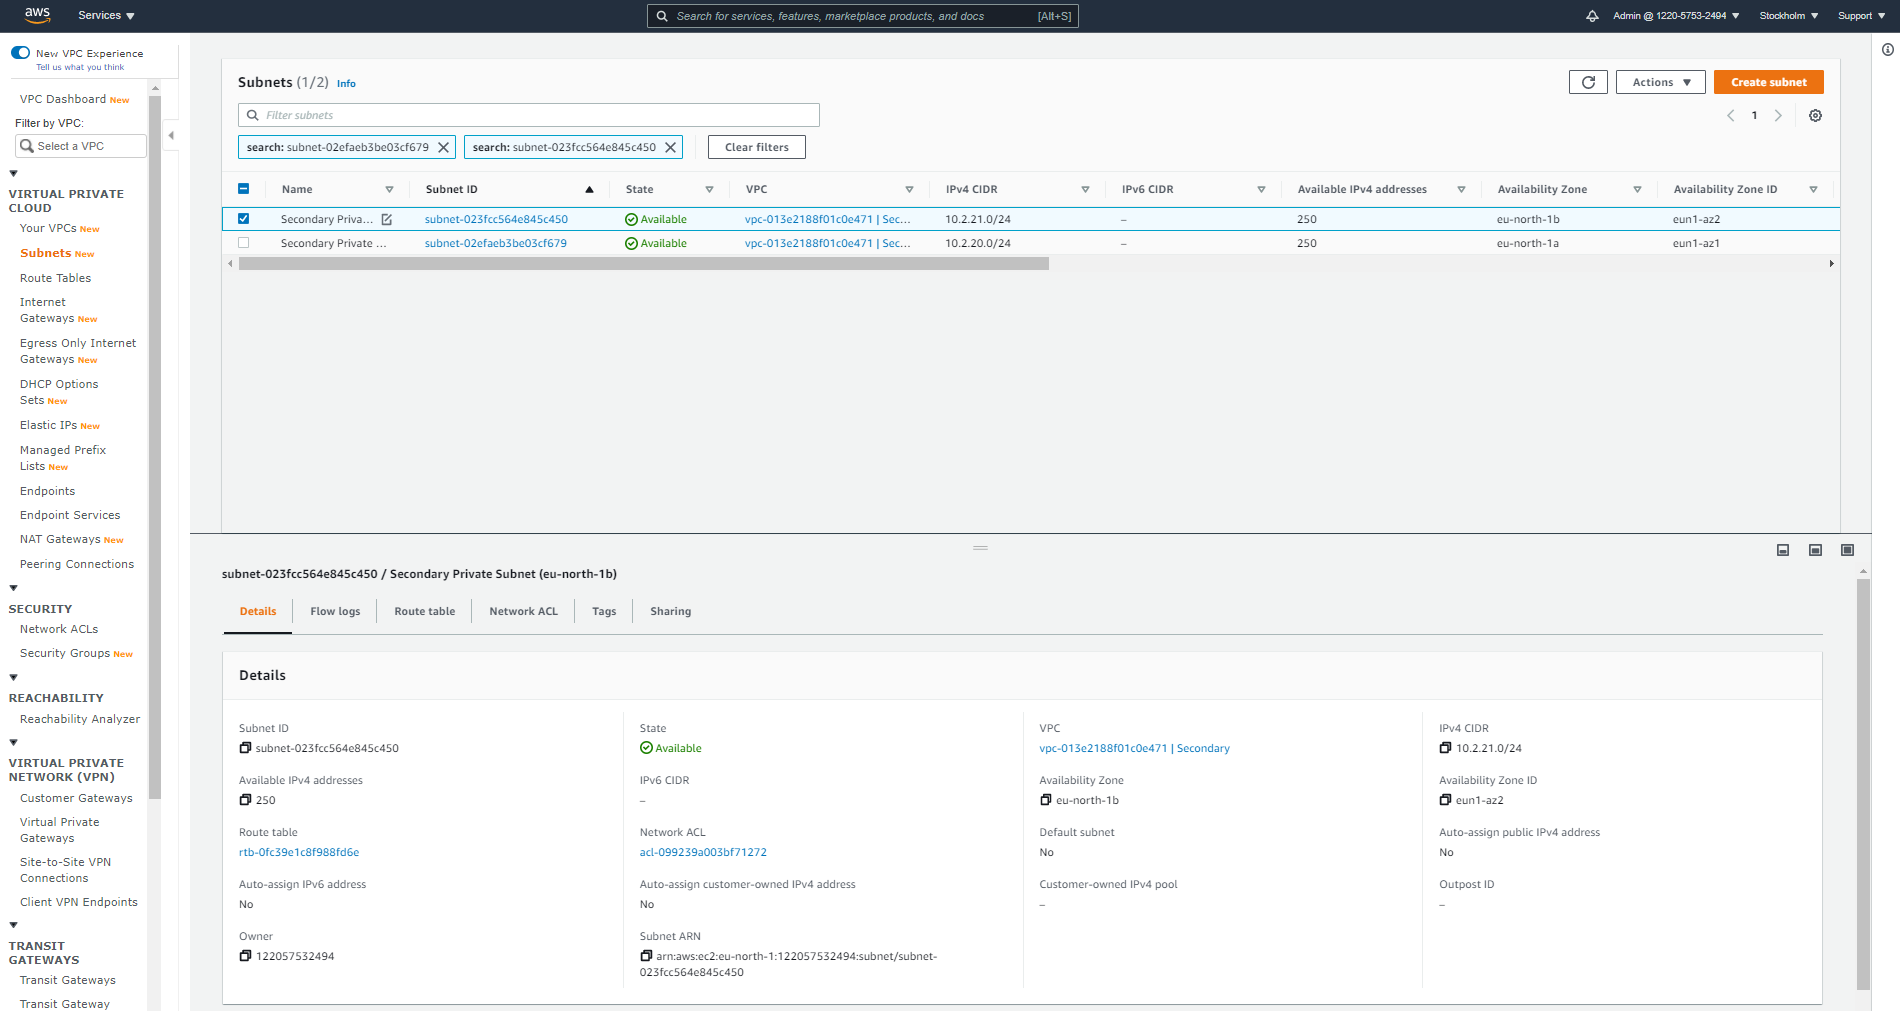 aws
Services
Search for services, features, marketplace products, and docs
[Alt+S]
Admin @ 1220-5753-2494
Stockholm
Support
New VPC Experience
Tell us what you think
VPC Dashboard New
Filter by VPC:
Select a VPC
VIRTUAL PRIVATE
CLOUD
Your VPCs New
Subnets New
Route Tables
Internet
Gateways New
Egress Only Internet
Gateways New
DHCP Options
Sets New
Elastic IPs New
Managed Prefix
Lists New
Endpoints
Endpoint Services
NAT Gateways New
Peering Connections
SECURITY
Network ACLs
Security Groups New
REACHABILITY
Reachability Analyzer
VIRTUAL PRIVATE
NETWORK (VPN)
Customer Gateways
Virtual Private
Gateways
Site-to-Site VPN
Connections
Client VPN Endpoints
TRANSIT
GATEWAYS
Transit Gateways
Transit Gateway
Subnets (1/2) Info
Actions
Create subnet
Filter subnets
1
search: subnet-02efaeb3be03cf679
search: subnet-023fcc564e845c450
Clear filters
Name Subnet ID State VPC IPv4 CIDR IPv6 CIDR Available IPv4 addresses Availability Zone Availability Zone ID
Secondary Priva... subnet-023fcc564e845c450 Available vpc-013e2188f01c0e471 | Sec... 10.2.21.0/24 – 250 eu-north-1b eun1-az2
Secondary Private ... subnet-02efaeb3be03cf679 Available vpc-013e2188f01c0e471 | Sec... 10.2.20.0/24 – 250 eu-north-1a eun1-az1
subnet-023fcc564e845c450 / Secondary Private Subnet (eu-north-1b)
Details Flow logs Route table Network ACL Tags Sharing
Details
Subnet ID
subnet-023fcc564e845c450
State
Available
VPC
vpc-013e2188f01c0e471 | Secondary
IPv4 CIDR
10.2.21.0/24
Available IPv4 addresses
250
IPv6 CIDR
–
Availability Zone
eu-north-1b
Availability Zone ID
eun1-az2
Route table
rtb-0fc39e1c8f988fd6e
Network ACL
acl-099239a003bf71272
Default subnet
No
Auto-assign public IPv4 address
No
Auto-assign IPv6 address
No
Auto-assign customer-owned IPv4 address
No
Customer-owned IPv4 pool
–
Outpost ID
–
Owner
122057532494
Subnet ARN
arn:aws:ec2:eu-north-1:122057532494:subnet/subnet-
023fcc564e845c450